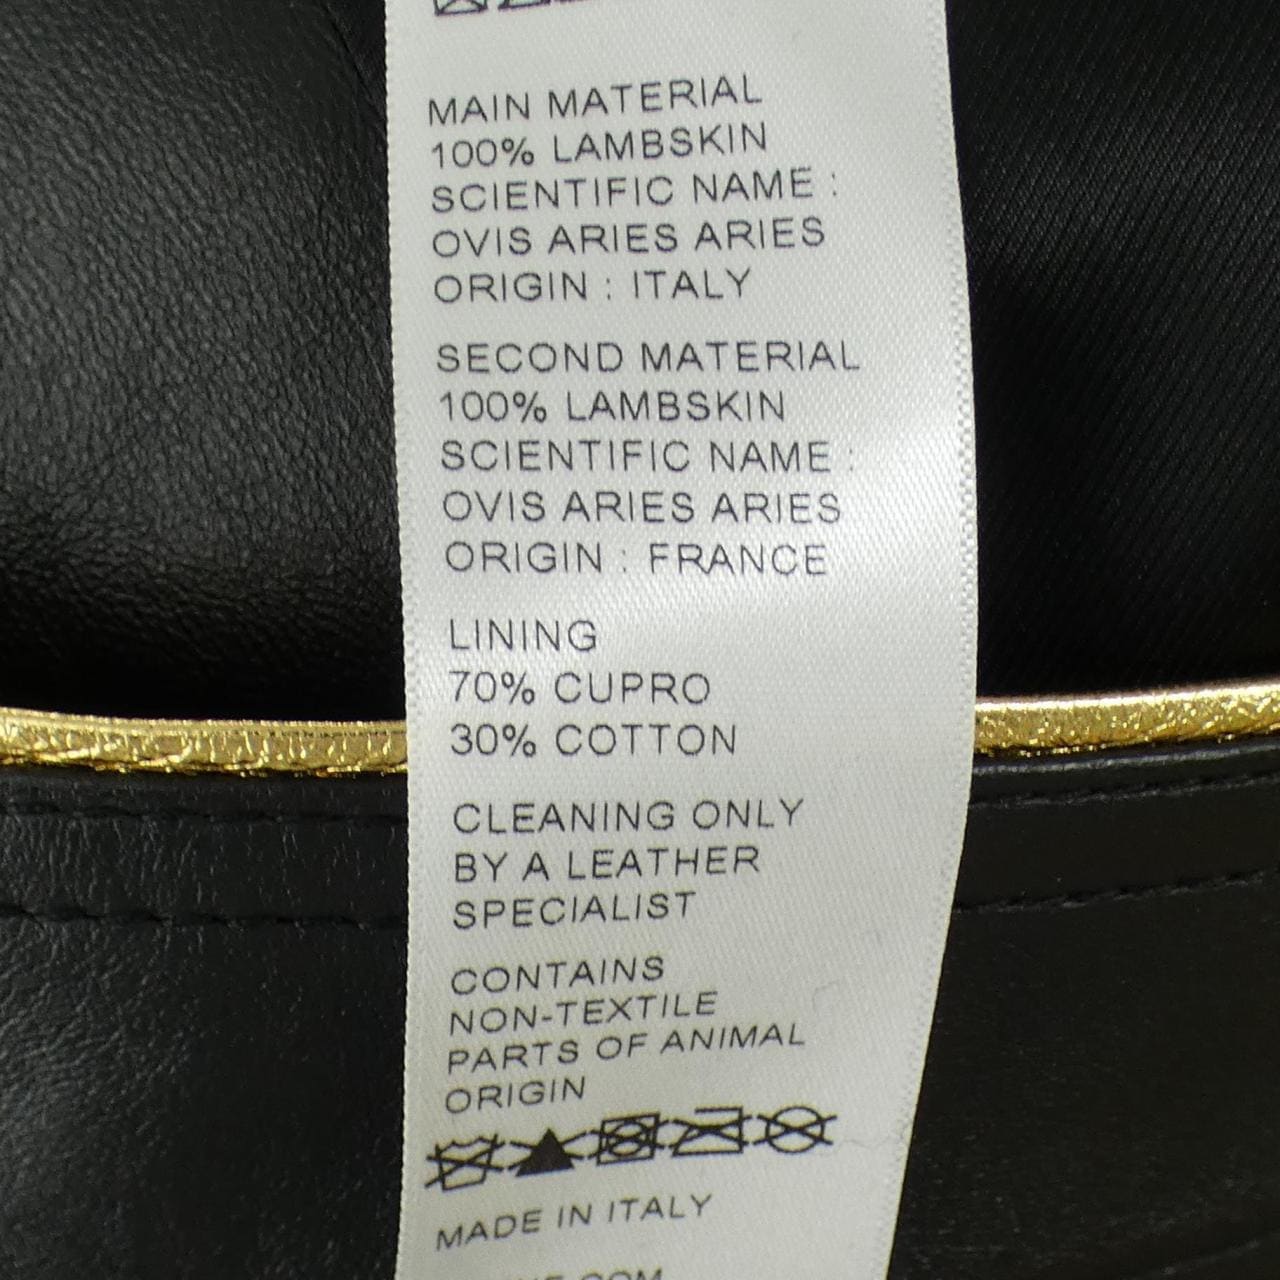 MAIN MATERIAL
100% LAMBSKIN
SCIENTIFIC NAME :
OVIS ARIES ARIES
ORIGIN : ITALY
SECOND MATERIAL
100% LAMBSKIN
SCIENTIFIC NAME :
OVIS ARIES ARIES
ORIGIN : FRANCE
LINING
70% CUPRO
30% COTTON
CLEANING ONLY
BY A LEATHER
SPECIALIST
CONTAINS
NON-TEXTILE
PARTS OF ANIMAL
ORIGIN
MADE IN ITALY